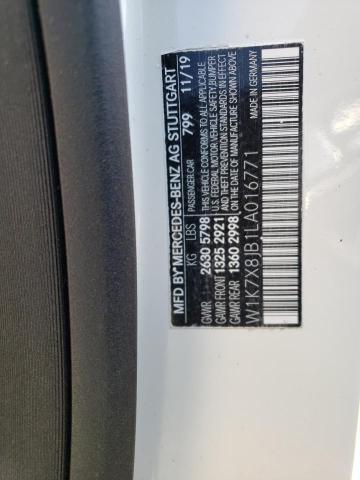 MFD BY MERCEDES-BENZ AG STUTTGART
PASSENGER CAR 799 11/19
KG LBS
GVWR 2630 5798
GAWR FRONT 1325 2921
GAWR REAR 1360 2998
THIS VEHICLE CONFORMS TO ALL APPLICABLE
U.S. FEDERAL MOTOR VEHICLE SAFETY, BUMPER
AND THEFT PREVENTION STANDARDS IN EFFECT
ON THE DATE OF MANUFACTURE SHOWN ABOVE
W1K7X8JB1LA016771
MADE IN GERMANY